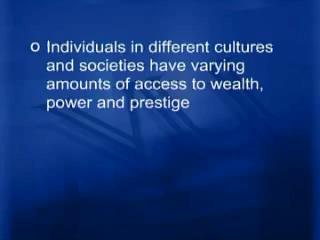 o Individuals in different cultures
and societies have varying
amounts of access to wealth,
power and prestige